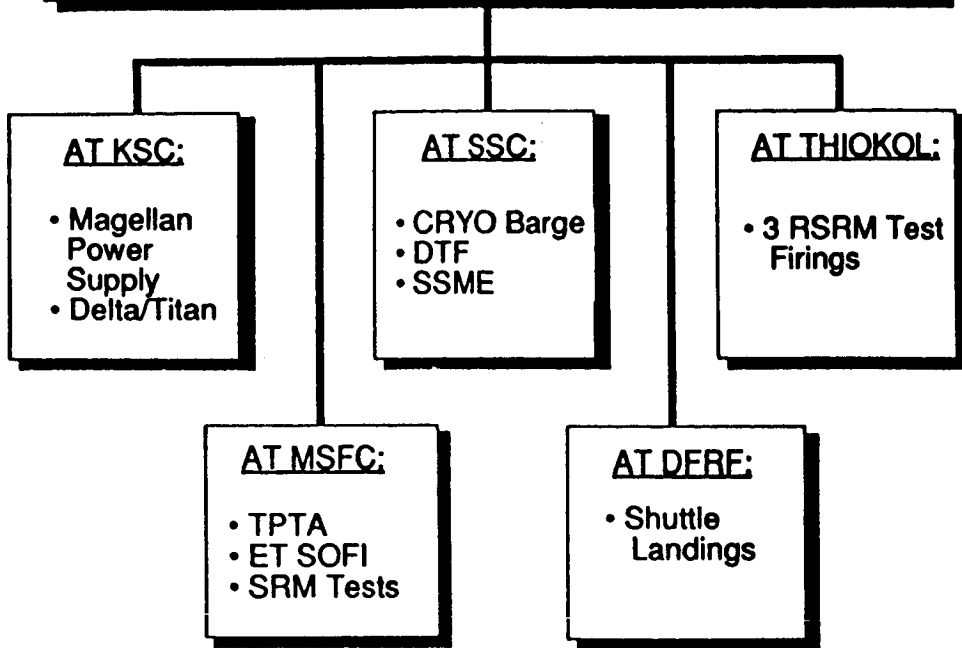 AT KSC:
• Magellan
Power
Supply
• Delta/Titan
AT SSC:
• CRYO Barge
• DTF
• SSME
AT THIOKOL:
• 3 RSRM Test
Firings
AT MSFC:
• TPTA
• ET SOFI
• SRM Tests
AT DFRF:
• Shuttle
Landings